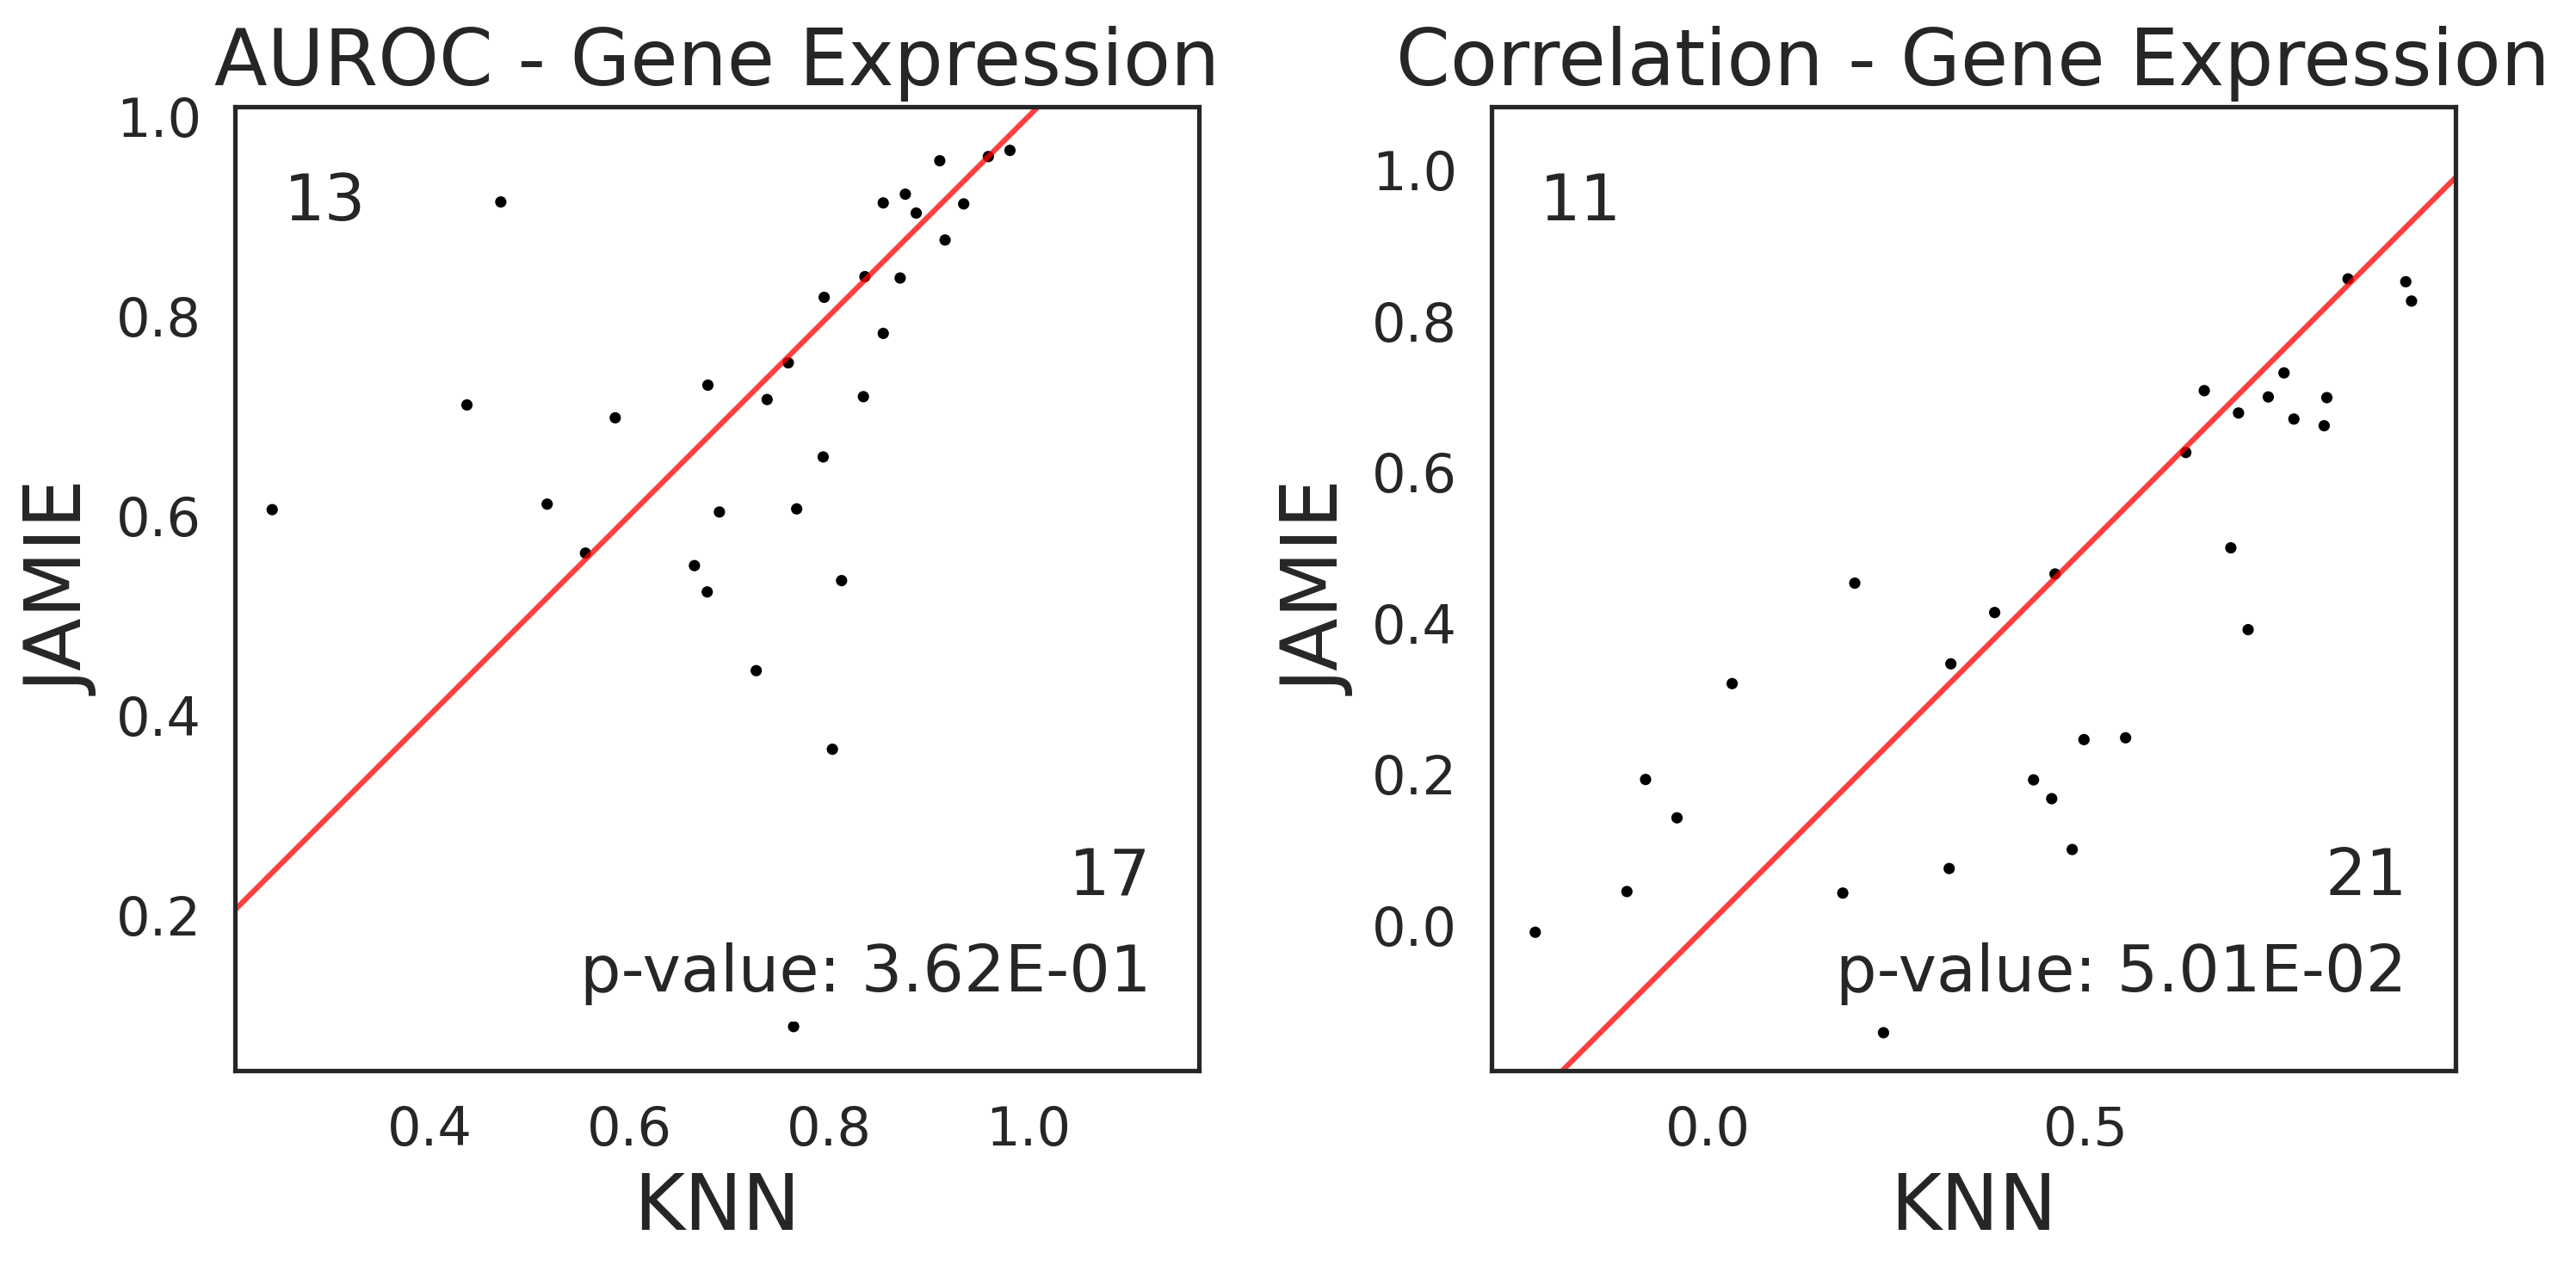 AUROC - Gene Expression
1.0
0.8
0.6
0.4
0.2
JAMIE
13
17
p-value: 3.62E-01
0.4 0.6 0.8 1.0
KNN
Correlation - Gene Expression
1.0
0.8
0.6
0.4
0.2
0.0
JAMIE
11
21
p-value: 5.01E-02
0.0 0.5
KNN